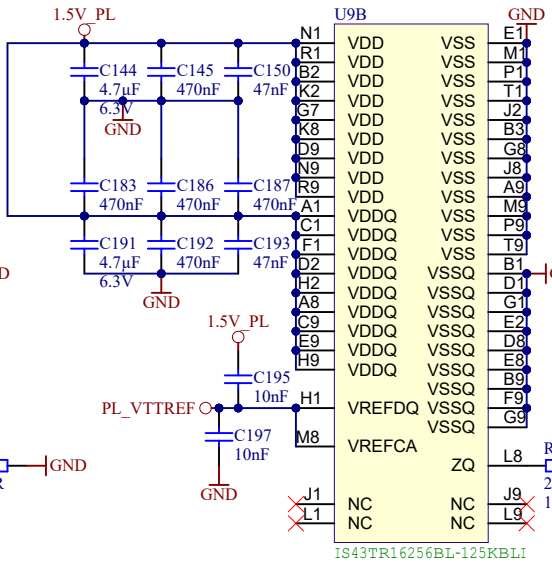 1.5V_PL
U9B
GND
C144
4.7µF
6.3V
C145
470nF
C150
47nF
GND
C183
470nF
C186
470nF
C187
470nF
C191
4.7µF
6.3V
C192
470nF
C193
47nF
GND
1.5V_PL
C195
10nF
PL_VTTREF
C197
10nF
GND
GND
R
D
N1 VDD VSS E1
R1 VDD VSS M1
B2 VDD VSS P1
K2 VDD VSS T1
G7 VDD VSS J2
K8 VDD VSS B3
D9 VDD VSS G8
N9 VDD VSS J8
R9 VDD VSS A9
A1 VDDQ VSS M9
C1 VDDQ VSS P9
F1 VDDQ VSS T9
D2 VDDQ VSSQ B1
H2 VDDQ VSSQ D1
A8 VDDQ VSSQ G1
C9 VDDQ VSSQ E2
E9 VDDQ VSSQ D8
H9 VDDQ VSSQ E8
VSSQ B9
H1 VREFDQ VSSQ F9
VSSQ G9
M8 VREFCA
ZQ L8
J1 NC NC J9
L1 NC NC L9
R
2
1
IS43TR16256BL-125KBLI